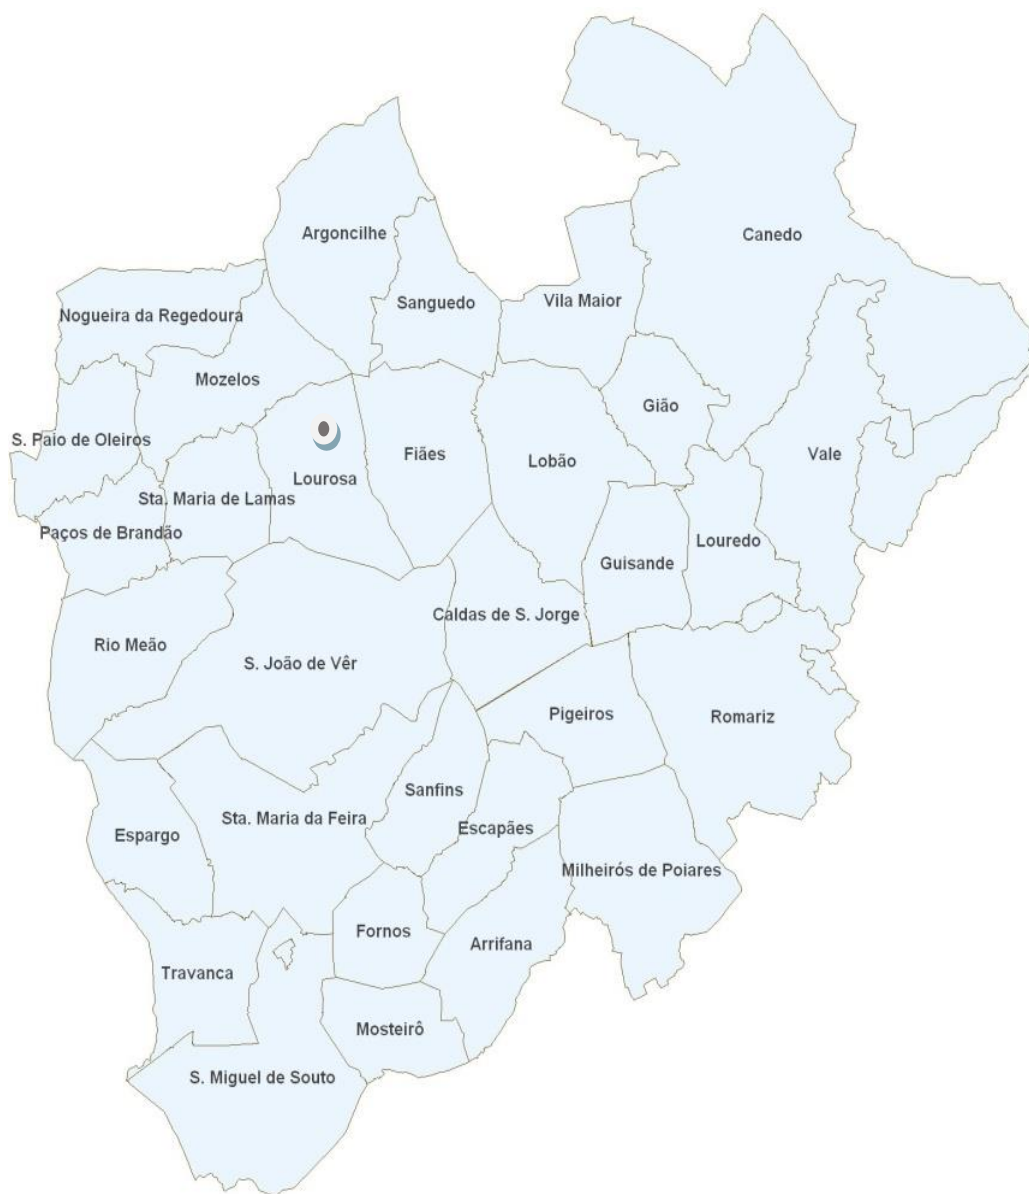 Argoncilhe
Canedo
Sanguedo
Vila Maior
Nogueira da Regedoura
Mozelos
Gião
S. Paio de Oleiros
Fiães
Lobão
Vale
Lourosa
Sta. Maria de Lamas
Paços de Brandão
Louredo
Guisande
Caldas de S. Jorge
Rio Meão
S. João de Vêr
Pigeiros
Romariz
Sanfins
Sta. Maria da Feira
Escapães
Espargo
Milheirós de Poiares
Fornos
Arrifana
Travanca
Mosteirô
S. Miguel de Souto